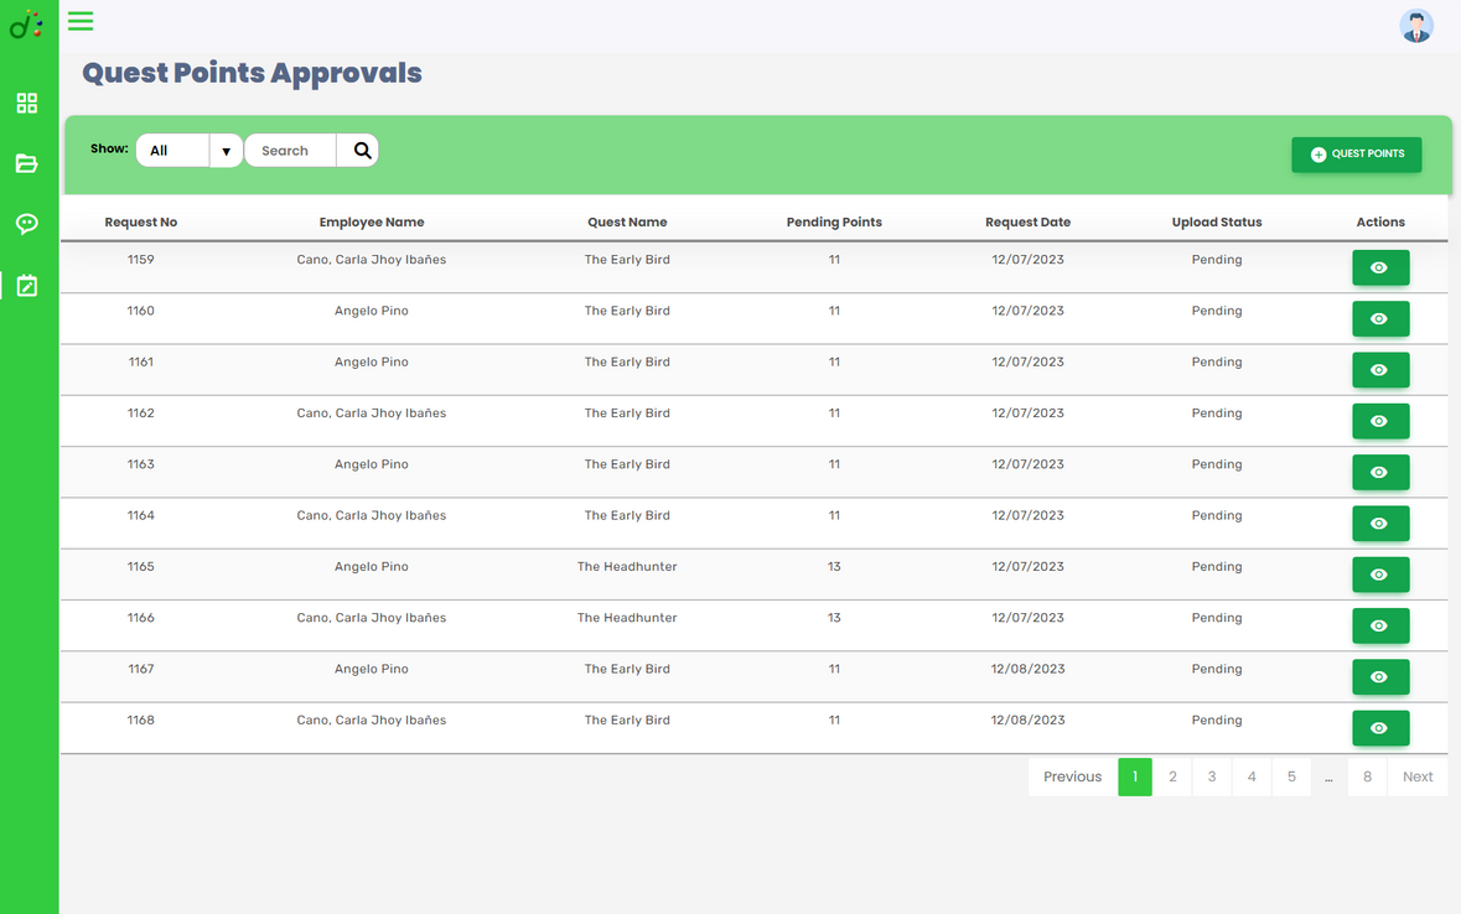 Quest Points Approvals
Show: All ▼ Search QUEST POINTS
Request No Employee Name Quest Name Pending Points Request Date Upload Status Actions
1159 Cano, Carla Jhoy Ibañes The Early Bird 11 12/07/2023 Pending
1160 Angelo Pino The Early Bird 11 12/07/2023 Pending
1161 Angelo Pino The Early Bird 11 12/07/2023 Pending
1162 Cano, Carla Jhoy Ibañes The Early Bird 11 12/07/2023 Pending
1163 Angelo Pino The Early Bird 11 12/07/2023 Pending
1164 Cano, Carla Jhoy Ibañes The Early Bird 11 12/07/2023 Pending
1165 Angelo Pino The Headhunter 13 12/07/2023 Pending
1166 Cano, Carla Jhoy Ibañes The Headhunter 13 12/07/2023 Pending
1167 Angelo Pino The Early Bird 11 12/08/2023 Pending
1168 Cano, Carla Jhoy Ibañes The Early Bird 11 12/08/2023 Pending
Previous 1 2 3 4 5 … 8 Next